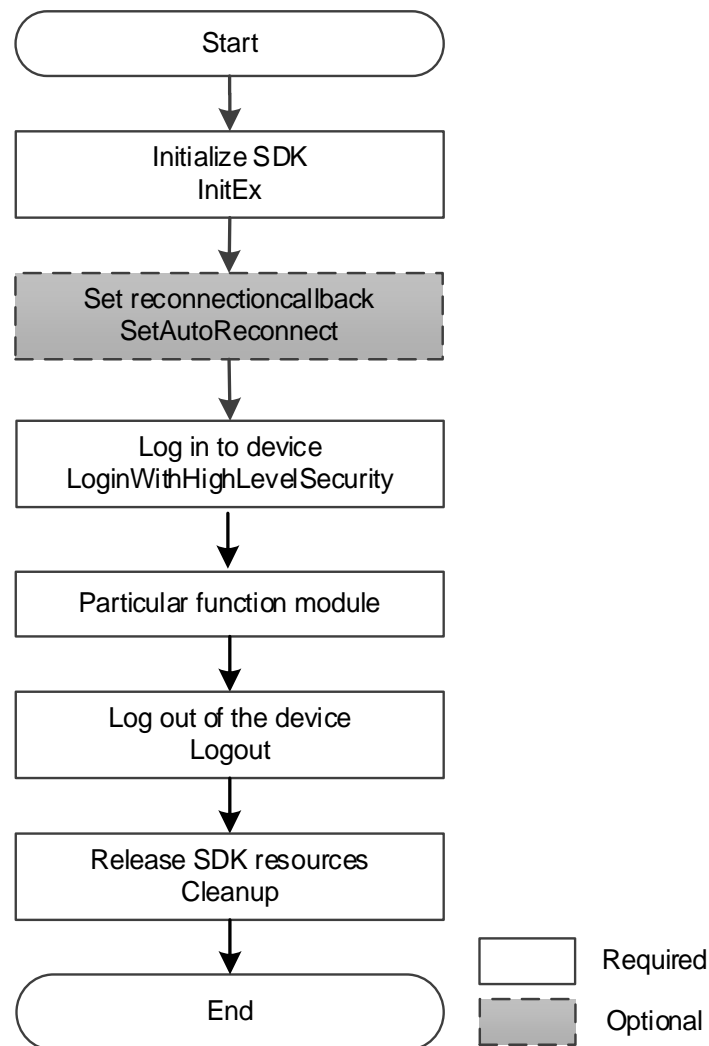 Start
Initialize SDK
InitEx
Set reconnectioncallback
SetAutoReconnect
Log in to device
LoginWithHighLevelSecurity
Particular function module
Log out of the device
Logout
Release SDK resources
Cleanup
End
Required
Optional